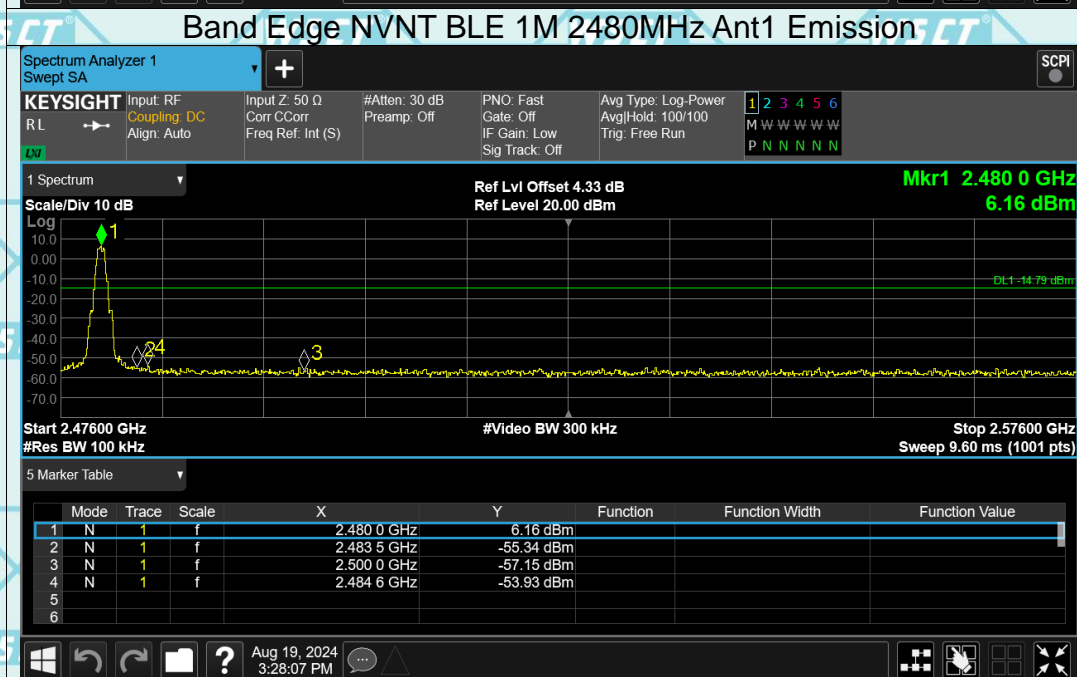 Band Edge NVNT BLE 1M 2480MHz Ant1 Emission
Spectrum Analyzer 1
Swept SA
+
SCPI
KEYSIGHT Input: RF Input Z: 50 Ω #Atten: 30 dB PNO: Fast Avg Type: Log-Power 1 2 3 4 5 6
R L Coupling: DC Corr CCorr Preamp: Off Gate: Off Avg|Hold: 100/100 M W W W W W
Align: Auto Freq Ref: Int (S) IF Gain: Low Trig: Free Run P N N N N N
LXI Sig Track: Off
1 Spectrum Ref Lvl Offset 4.33 dB Mkr1 2.480 0 GHz
Scale/Div 10 dB Ref Level 20.00 dBm 6.16 dBm
Log
1
10.0
0.00
-10.0
DL1 -14.79 dBm
-20.0
-30.0
-40.0
24
3
-50.0
-60.0
-70.0
Start 2.47600 GHz #Video BW 300 kHz Stop 2.57600 GHz
#Res BW 100 kHz Sweep 9.60 ms (1001 pts)
5 Marker Table
Mode Trace Scale X Y Function Function Width Function Value
1 N 1 f 2.480 0 GHz 6.16 dBm
2 N 1 f 2.483 5 GHz -55.34 dBm
3 N 1 f 2.500 0 GHz -57.15 dBm
4 N 1 f 2.484 6 GHz -53.93 dBm
5
6
? Aug 19, 2024
3:28:07 PM